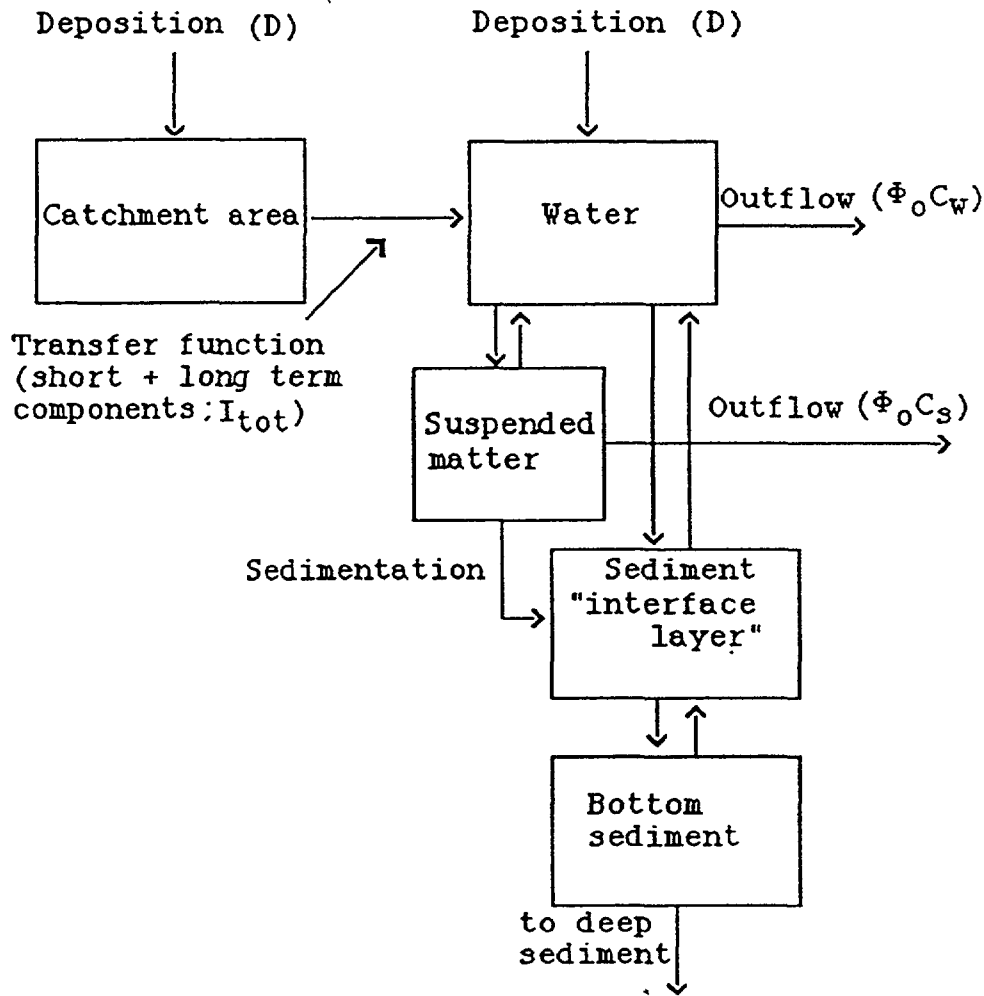 Deposition (D)
Deposition (D)
Catchment area
Water
Outflow (Φ₀C_W)
Transfer function
(short + long term
components;I_tot)
Suspended
matter
Outflow (Φ₀C_S)
Sedimentation
Sediment
"interface
layer"
Bottom
sediment
to deep
sediment